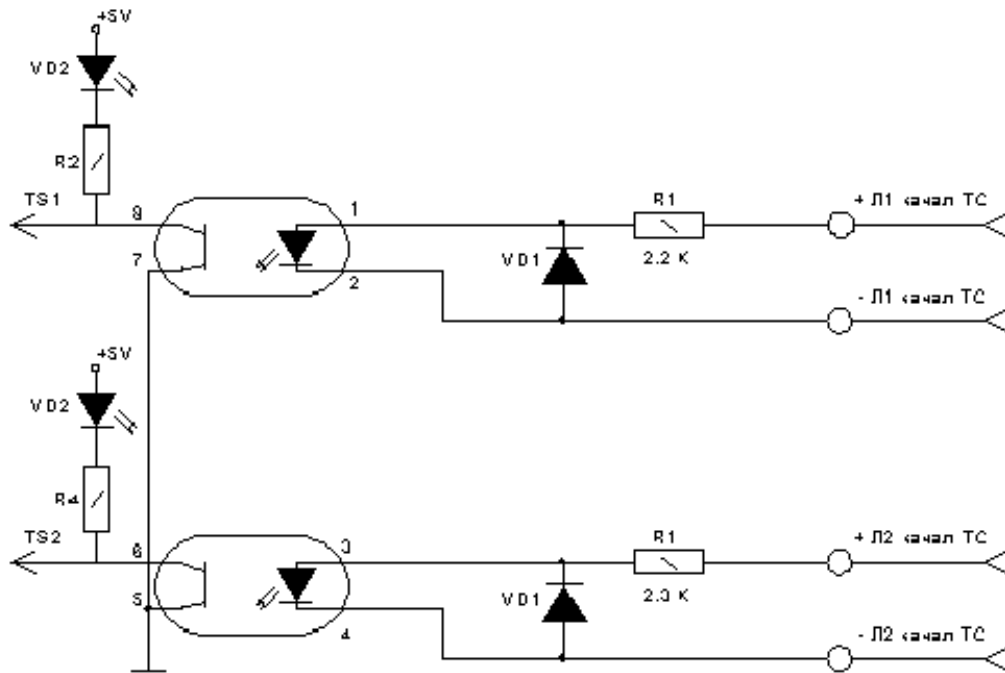 +5V
VD2
R2
TS1
8
1
R1
+ Л1 канал ТС
7
2
VD1
2.2 K
- Л1 канал ТС
+5V
VD2
R4
TS2
6
3
R1
+ Л2 канал ТС
5
4
VD1
2.3 K
- Л2 канал ТС